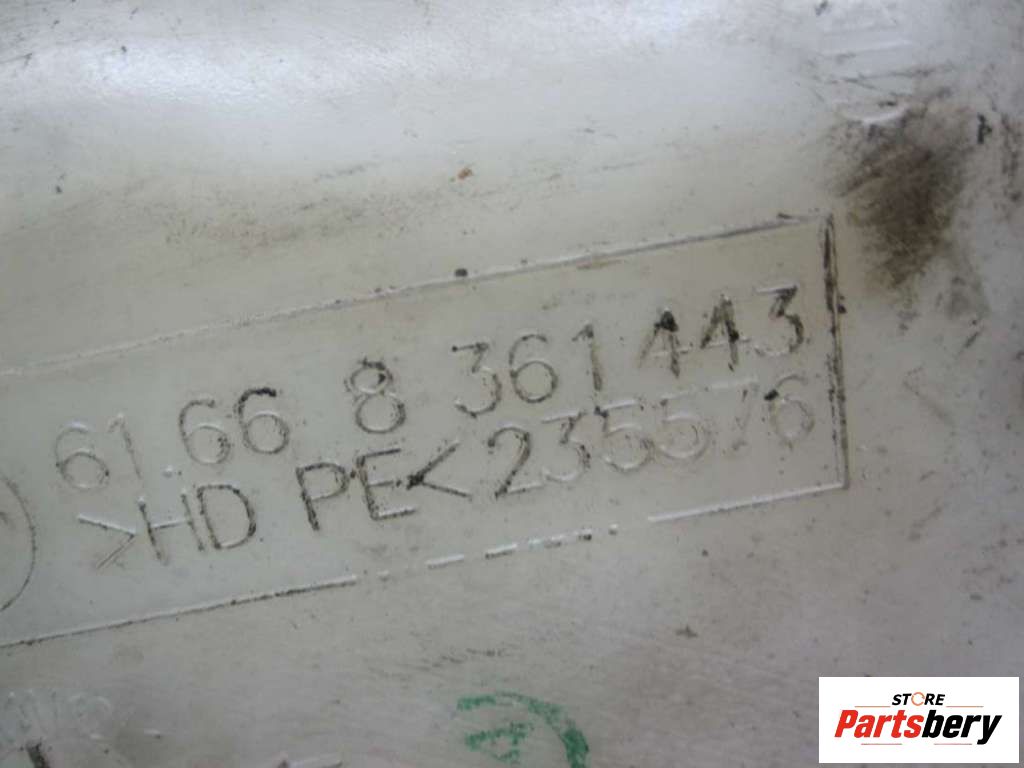 61.66 8 361 443
>HD PE< 235576
STORE
Partsbery